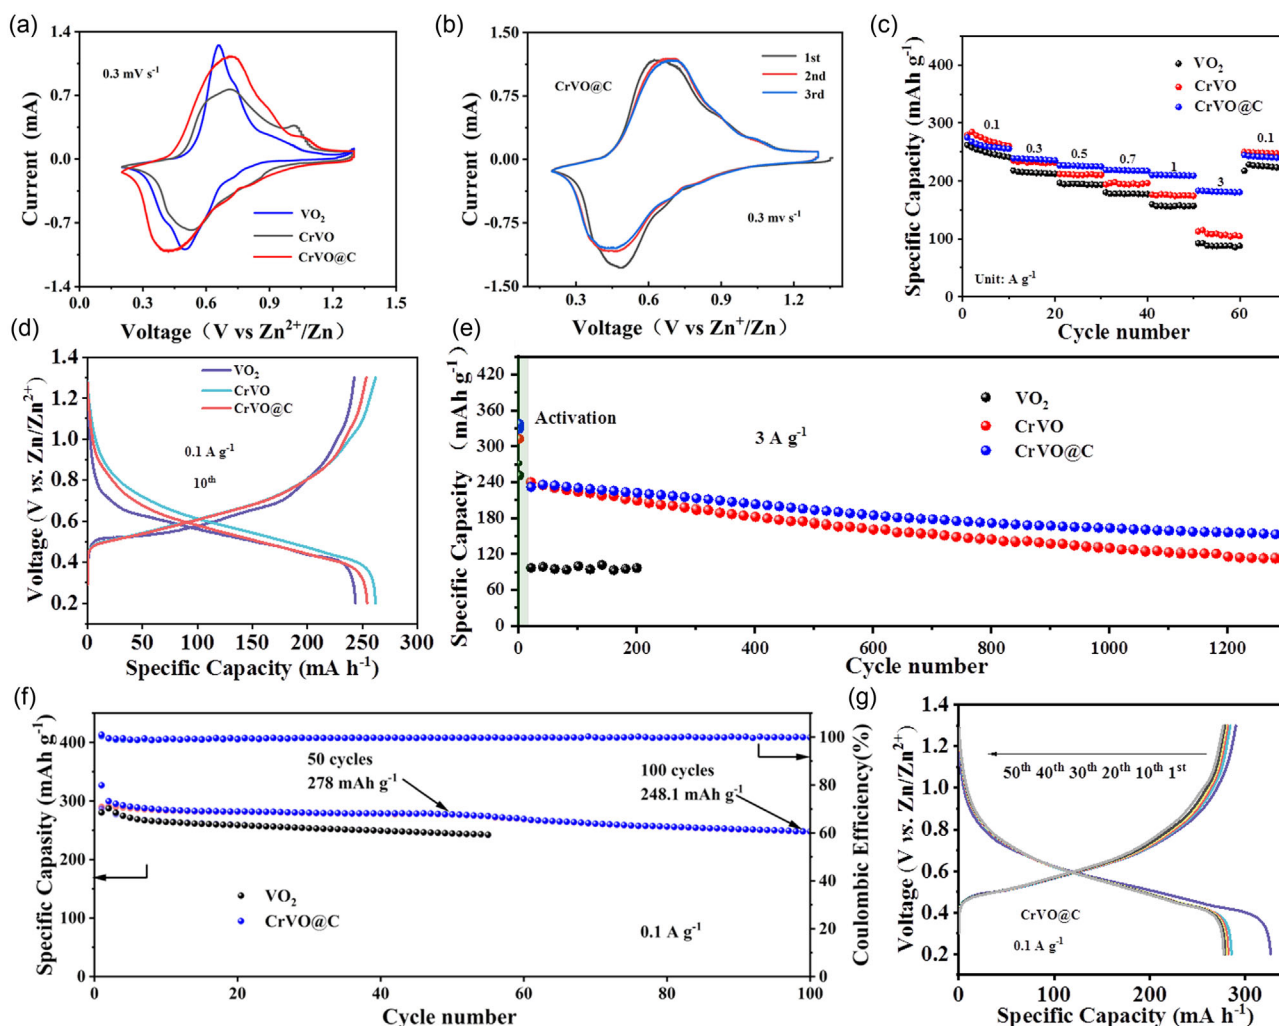 (a)
1.4
0.7
0.0
-0.7
-1.4
Current (mA)
0.3 mV s-1
VO2
CrVO
CrVO@C
0.0 0.3 0.6 0.9 1.2 1.5
Voltage（V vs Zn2+/Zn）
(b)
1.50
0.75
0.00
-0.75
-1.50
Current (mA)
CrVO@C
1st
2nd
3rd
0.3 mv s-1
0.3 0.6 0.9 1.2
Voltage（V vs Zn+/Zn）
(c)
400
300
200
100
0
Specific Capacity (mAh g-1)
VO2
CrVO
CrVO@C
0.1 0.3 0.5 0.7 1 3 0.1
Unit: A g-1
0 20 40 60
Cycle number
(d)
1.4
1.2
1.0
0.8
0.6
0.4
0.2
Voltage (V vs. Zn/Zn2+)
VO2
CrVO
CrVO@C
0.1 A g-1
10th
0 50 100 150 200 250 300
Specific Capacity (mA h-1)
(e)
420
360
300
240
180
120
60
0
Specific Capacity （mAh g-1)
Activation
3 A g-1
VO2
CrVO
CrVO@C
0 200 400 600 800 1000 1200
Cycle number
(f)
400
300
250
200
100
0
Specific Capacity (mAh g-1)
50 cycles
278 mAh g-1
100 cycles
248.1 mAh g-1
VO2
CrVO@C
0.1 A g-1
100
80
60
40
20
0
Coulombic Efficiency(%)
0 20 40 60 80 100
Cycle number
(g)
1.4
1.2
1.0
0.8
0.6
0.4
0.2
Voltage (V vs. Zn/Zn2+)
50th 40th 30th 20th 10th 1st
CrVO@C
0.1 A g-1
0 100 200 300
Specific Capacity (mA h-1)